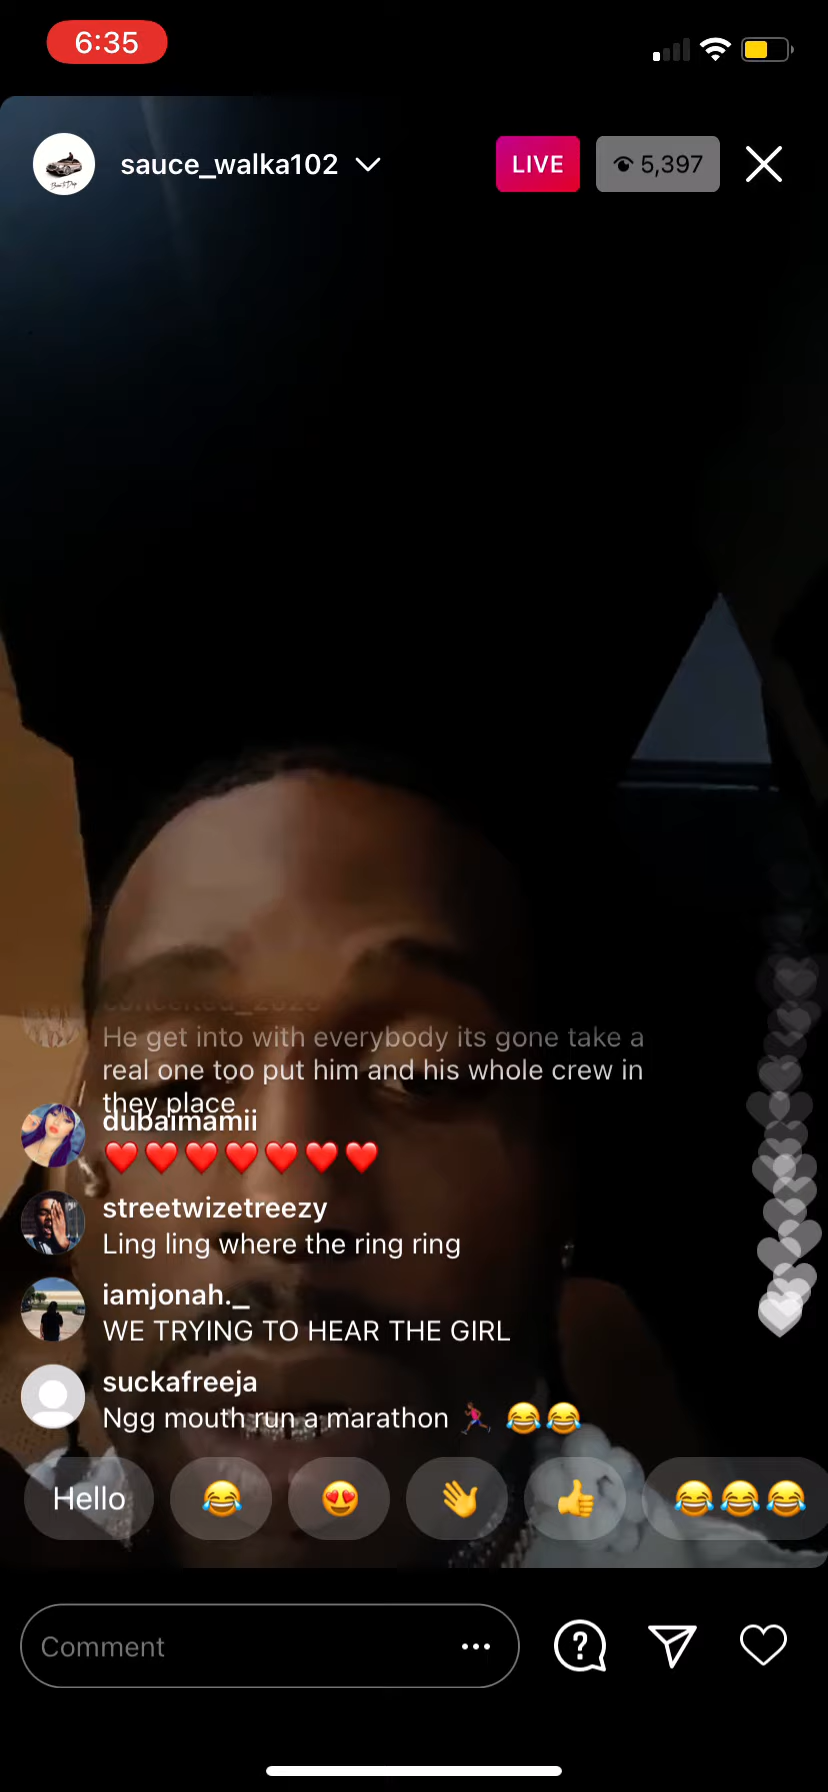 6:35
sauce_walka102
LIVE
5,397
conceited_2020
He get into with everybody its gone take a
real one too put him and his whole crew in
they place
dubaimamii
❤️❤️❤️❤️❤️❤️❤️
streetwizetreezy
Ling ling where the ring ring
iamjonah._
WE TRYING TO HEAR THE GIRL
suckafreeja
Ngg mouth run a marathon 🏃🏾‍♂️ 😂😂
Hello 😂 😍 👋 👍 😂😂😂
Comment